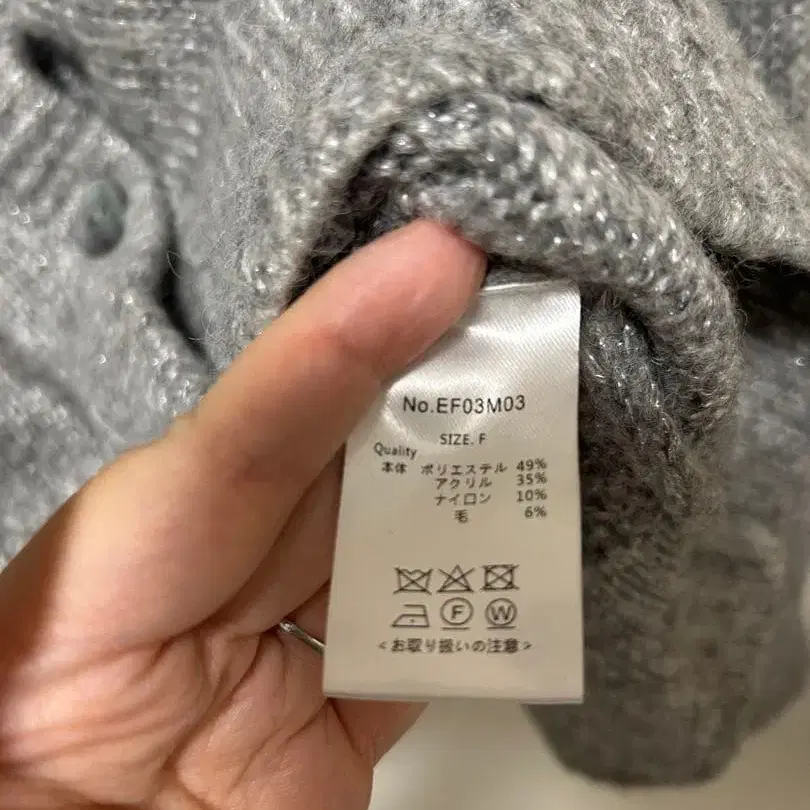 No.EF03M03
SIZE. F
Quality
本体 ポリエステル 49%
アクリル 35%
ナイロン 10%
毛 6%
F W
<お取り扱いの注意>